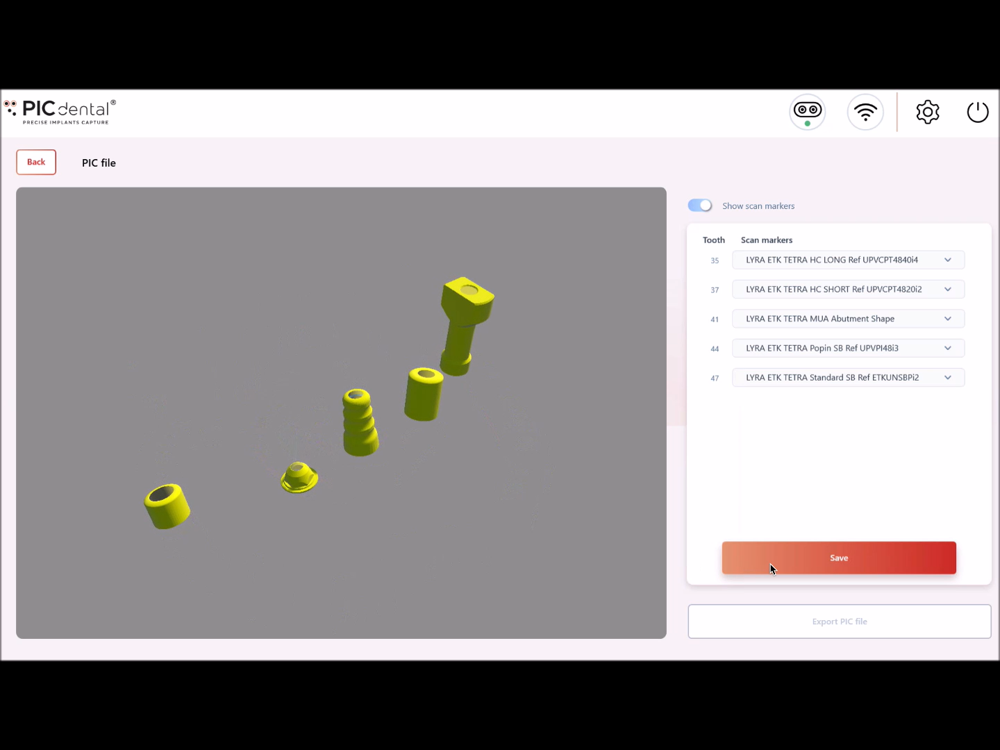 PIC dental®
PRECISE IMPLANTS CAPTURE
Back
PIC file
Show scan markers
Tooth Scan markers
35 LYRA ETK TETRA HC LONG Ref UPVCPT4840i4
37 LYRA ETK TETRA HC SHORT Ref UPVCPT4820i2
41 LYRA ETK TETRA MUA Abutment Shape
44 LYRA ETK TETRA Popin SB Ref UPVPI48i3
47 LYRA ETK TETRA Standard SB Ref ETKUNSBPi2
Save
Export PIC file